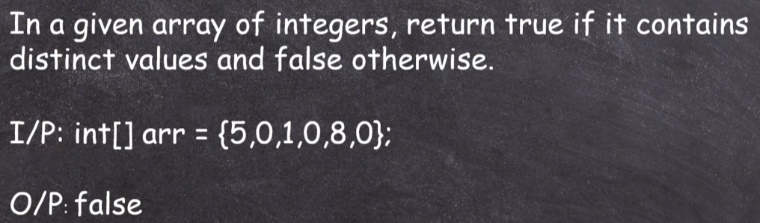 In a given array of integers, return true if it contains
distinct values and false otherwise.
I/P: int[] arr = {5,0,1,0,8,0};
O/P: false